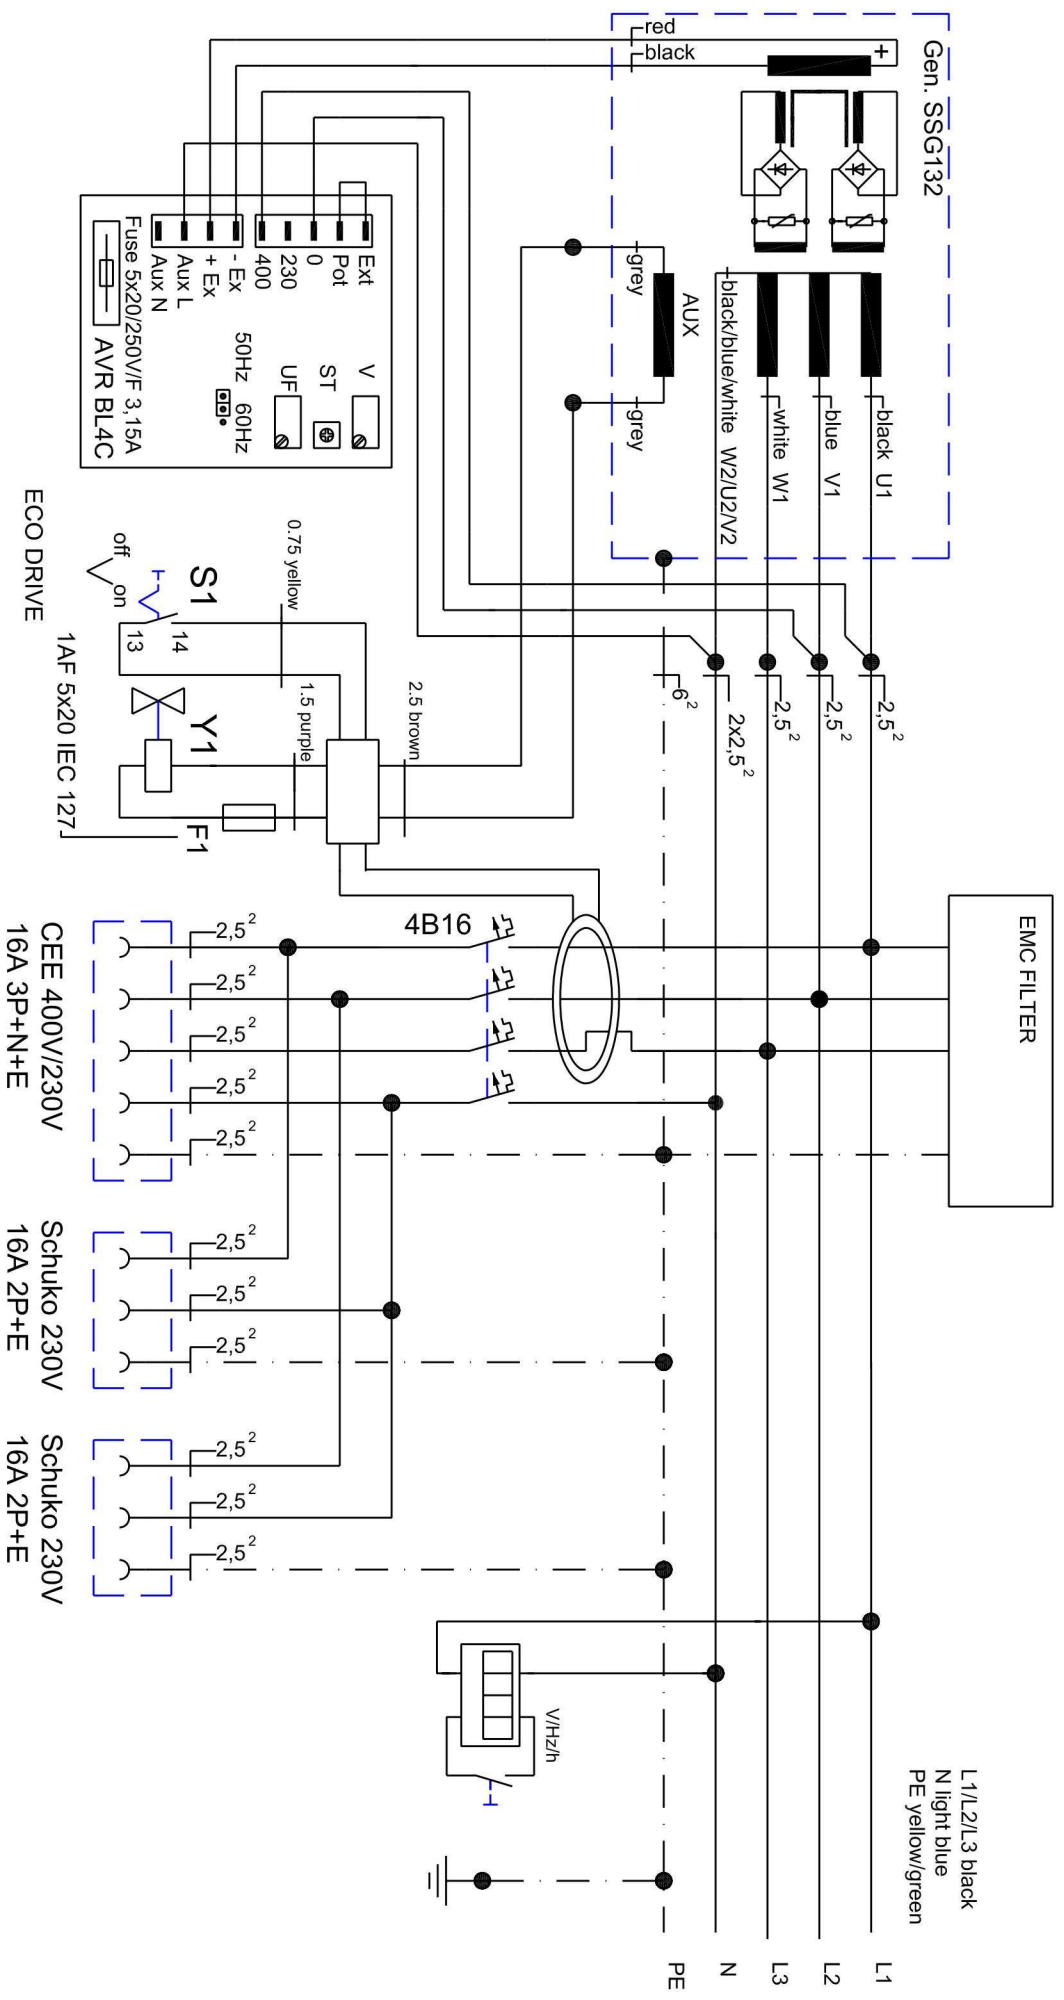 Gen. SSG132
+
red
black
AUX
grey
grey
black U1
blue V1
white W1
black/blue/white W2/U2/V2
Ext
Pot
0
230
400
- Ex
+ Ex
Aux L
Aux N
V
ST
UF
50Hz 60Hz
Fuse 5x20/250V/F 3,15A
AVR BL4C
2,5²
2,5²
2,5²
2x2,5²
6²
0.75 yellow
S1
14
13
off
on
ECO DRIVE
2.5 brown
1.5 purple
Y1
F1
1AF 5x20 IEC 127
EMC FILTER
4B16
2,5²
2,5²
2,5²
2,5²
2,5²
CEE 400V/230V
16A 3P+N+E
2,5²
2,5²
2,5²
Schuko 230V
16A 2P+E
2,5²
2,5²
2,5²
Schuko 230V
16A 2P+E
V/Hz/h
L1/L2/L3 black
N light blue
PE yellow/green
L1
L2
L3
N
PE